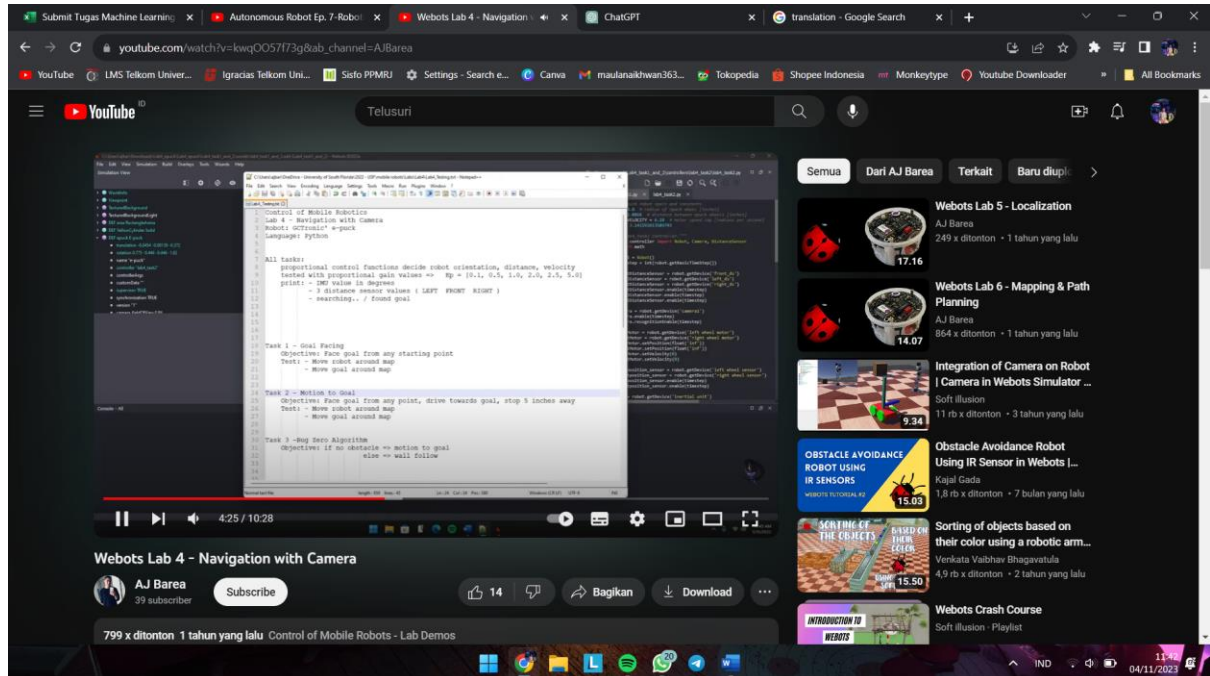 Submit Tugas Machine Learning
Autonomous Robot Ep. 7-Robot
Webots Lab 4 - Navigation
ChatGPT
translation - Google Search
youtube.com/watch?v=kwqOO57f73g&ab_channel=AJBarea
YouTube
LMS Telkom Univer...
Igracias Telkom Uni...
Sisfo PPMRJ
Settings - Search e...
Canva
maulanaikhwan363...
Tokopedia
Shopee Indonesia
Monkeytype
Youtube Downloader
»
All Bookmarks
YouTube ID
Telusuri
File Edit Search View Encoding Language Settings Tools Macro Run Plugins Window ?
Control of Mobile Robotics
Lab 4 - Navigation with Camera
Robot: GCTronic' e-puck
Language: Python
All tasks:
proportional control functions decide robot orientation, distance, velocity
tested with proportional gain values => Kp = [0.1, 0.5, 1.0, 2.0, 2.5, 5.0]
print: - IMU value in degrees
- 3 distance sensor values ( LEFT FRONT RIGHT )
- searching.. / found goal
Task 1 - Goal Facing
Objective: Face goal from any starting point
Test: - Move robot around map
- Move goal around map
Task 2 - Motion to Goal
Objective: Face goal from any point, drive towards goal, stop 5 inches away
Test: - Move robot around map
- Move goal around map
Task 3 -Bug Zero Algorithm
Objective: if no obstacle => motion to goal
else => wall follow
4:25 / 10:28
Webots Lab 4 - Navigation with Camera
AJ Barea
39 subscriber
Subscribe
14
Bagikan
Download
799 x ditonton 1 tahun yang lalu Control of Mobile Robots - Lab Demos
Semua
Dari AJ Barea
Terkait
Baru diupl
Webots Lab 5 - Localization
AJ Barea
249 x ditonton • 1 tahun yang lalu
17.16
Webots Lab 6 - Mapping & Path
Planning
AJ Barea
864 x ditonton • 1 tahun yang lalu
14.07
Integration of Camera on Robot
| Camera in Webots Simulator ...
Soft illusion
11 rb x ditonton • 3 tahun yang lalu
9.34
OBSTACLE AVOIDANCE
ROBOT USING
IR SENSORS
WEBOTS TUTORIAL #2
15.03
Obstacle Avoidance Robot
Using IR Sensor in Webots |...
Kajal Gada
1,8 rb x ditonton • 7 bulan yang lalu
SORTING OF
THE OBJECTS
BASED ON
THEIR
COLOR
15.50
Sorting of objects based on
their color using a robotic arm...
Venkata Vaibhav Bhagavatula
4,9 rb x ditonton • 2 tahun yang lalu
INTRODUCTION TO
WEBOTS
Webots Crash Course
Soft illusion · Playlist
20
IND
11:42
04/11/2023